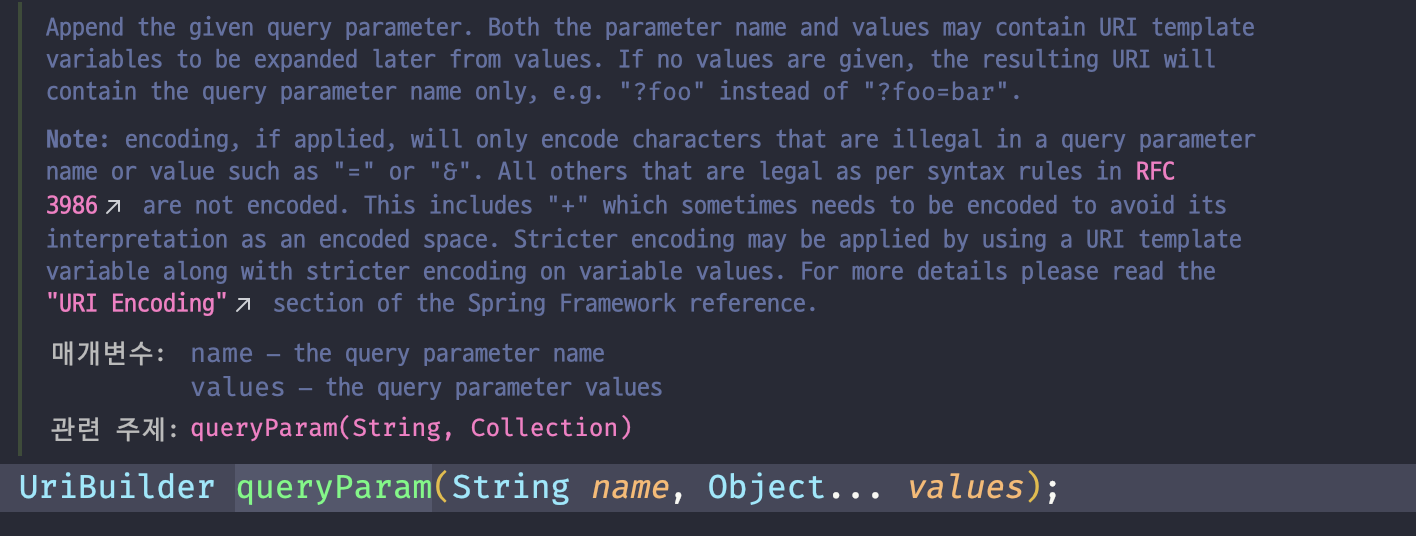 Append the given query parameter. Both the parameter name and values may contain URI template
variables to be expanded later from values. If no values are given, the resulting URI will
contain the query parameter name only, e.g. "?foo" instead of "?foo=bar".
Note: encoding, if applied, will only encode characters that are illegal in a query parameter
name or value such as "=" or "&". All others that are legal as per syntax rules in RFC
3986↗ are not encoded. This includes "+" which sometimes needs to be encoded to avoid its
interpretation as an encoded space. Stricter encoding may be applied by using a URI template
variable along with stricter encoding on variable values. For more details please read the
"URI Encoding"↗ section of the Spring Framework reference.
매개변수: name – the query parameter name
values – the query parameter values
관련 주제: queryParam(String, Collection)
UriBuilder queryParam(String name, Object... values);